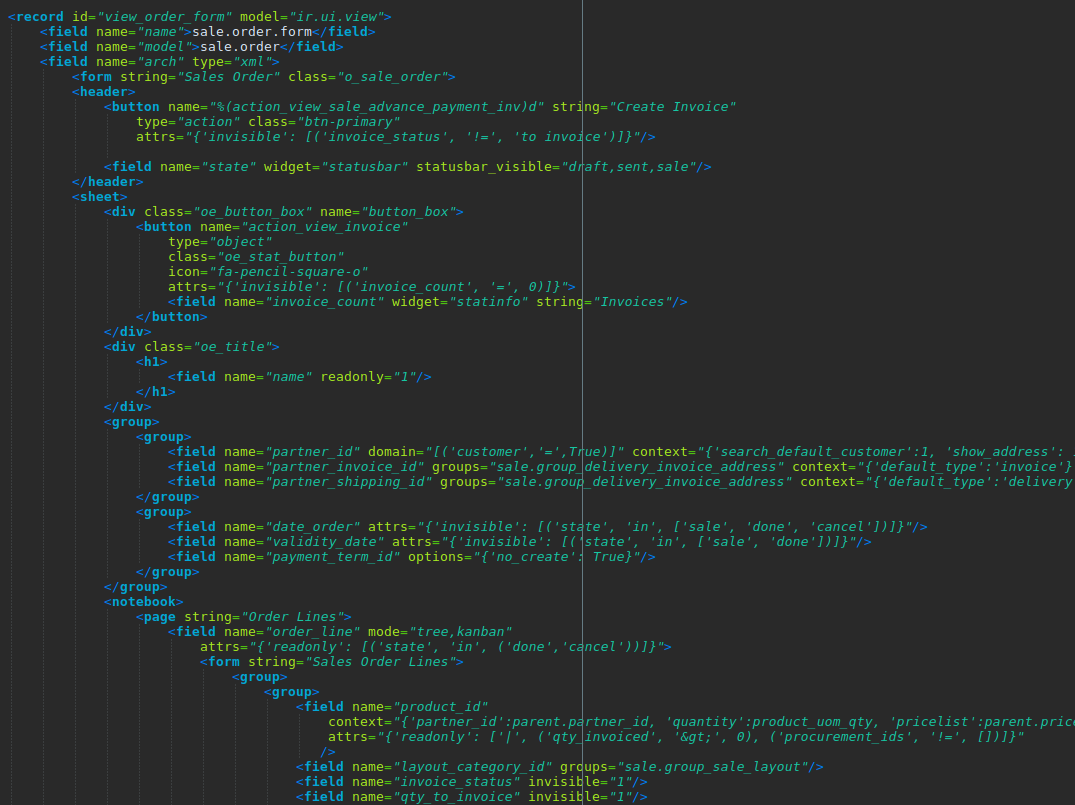 <record id="view_order_form" model="ir.ui.view">
<field name="name">sale.order.form</field>
<field name="model">sale.order</field>
<field name="arch" type="xml">
<form string="Sales Order" class="o_sale_order">
<header>
<button name="%(action_view_sale_advance_payment_inv)d" string="Create Invoice"
type="action" class="btn-primary"
attrs="{'invisible': [('invoice_status', '!=', 'to invoice')]}"/>
<field name="state" widget="statusbar" statusbar_visible="draft,sent,sale"/>
</header>
<sheet>
<div class="oe_button_box" name="button_box">
<button name="action_view_invoice"
type="object"
class="oe_stat_button"
icon="fa-pencil-square-o"
attrs="{'invisible': [('invoice_count', '=', 0)]}">
<field name="invoice_count" widget="statinfo" string="Invoices"/>
</button>
</div>
<div class="oe_title">
<h1>
<field name="name" readonly="1"/>
</h1>
</div>
<group>
<group>
<field name="partner_id" domain="[('customer','=',True)]" context="{'search_default_customer':1, 'show_address':
<field name="partner_invoice_id" groups="sale.group_delivery_invoice_address" context="{'default_type':'invoice'}
<field name="partner_shipping_id" groups="sale.group_delivery_invoice_address" context="{'default_type':'delivery
</group>
<group>
<field name="date_order" attrs="{'invisible': [('state', 'in', ['sale', 'done', 'cancel'])]}"/>
<field name="validity_date" attrs="{'invisible': [('state', 'in', ['sale', 'done'])]}"/>
<field name="payment_term_id" options="{'no_create': True}"/>
</group>
</group>
<notebook>
<page string="Order Lines">
<field name="order_line" mode="tree,kanban"
attrs="{'readonly': [('state', 'in', ('done','cancel'))]}">
<form string="Sales Order Lines">
<group>
<group>
<field name="product_id"
context="{'partner_id':parent.partner_id, 'quantity':product_uom_qty, 'pricelist':parent.price
attrs="{'readonly': ['|', ('qty_invoiced', '&gt;', 0), ('procurement_ids', '!=', [])]}"
/>
<field name="layout_category_id" groups="sale.group_sale_layout"/>
<field name="invoice_status" invisible="1"/>
<field name="qty_to_invoice" invisible="1"/>